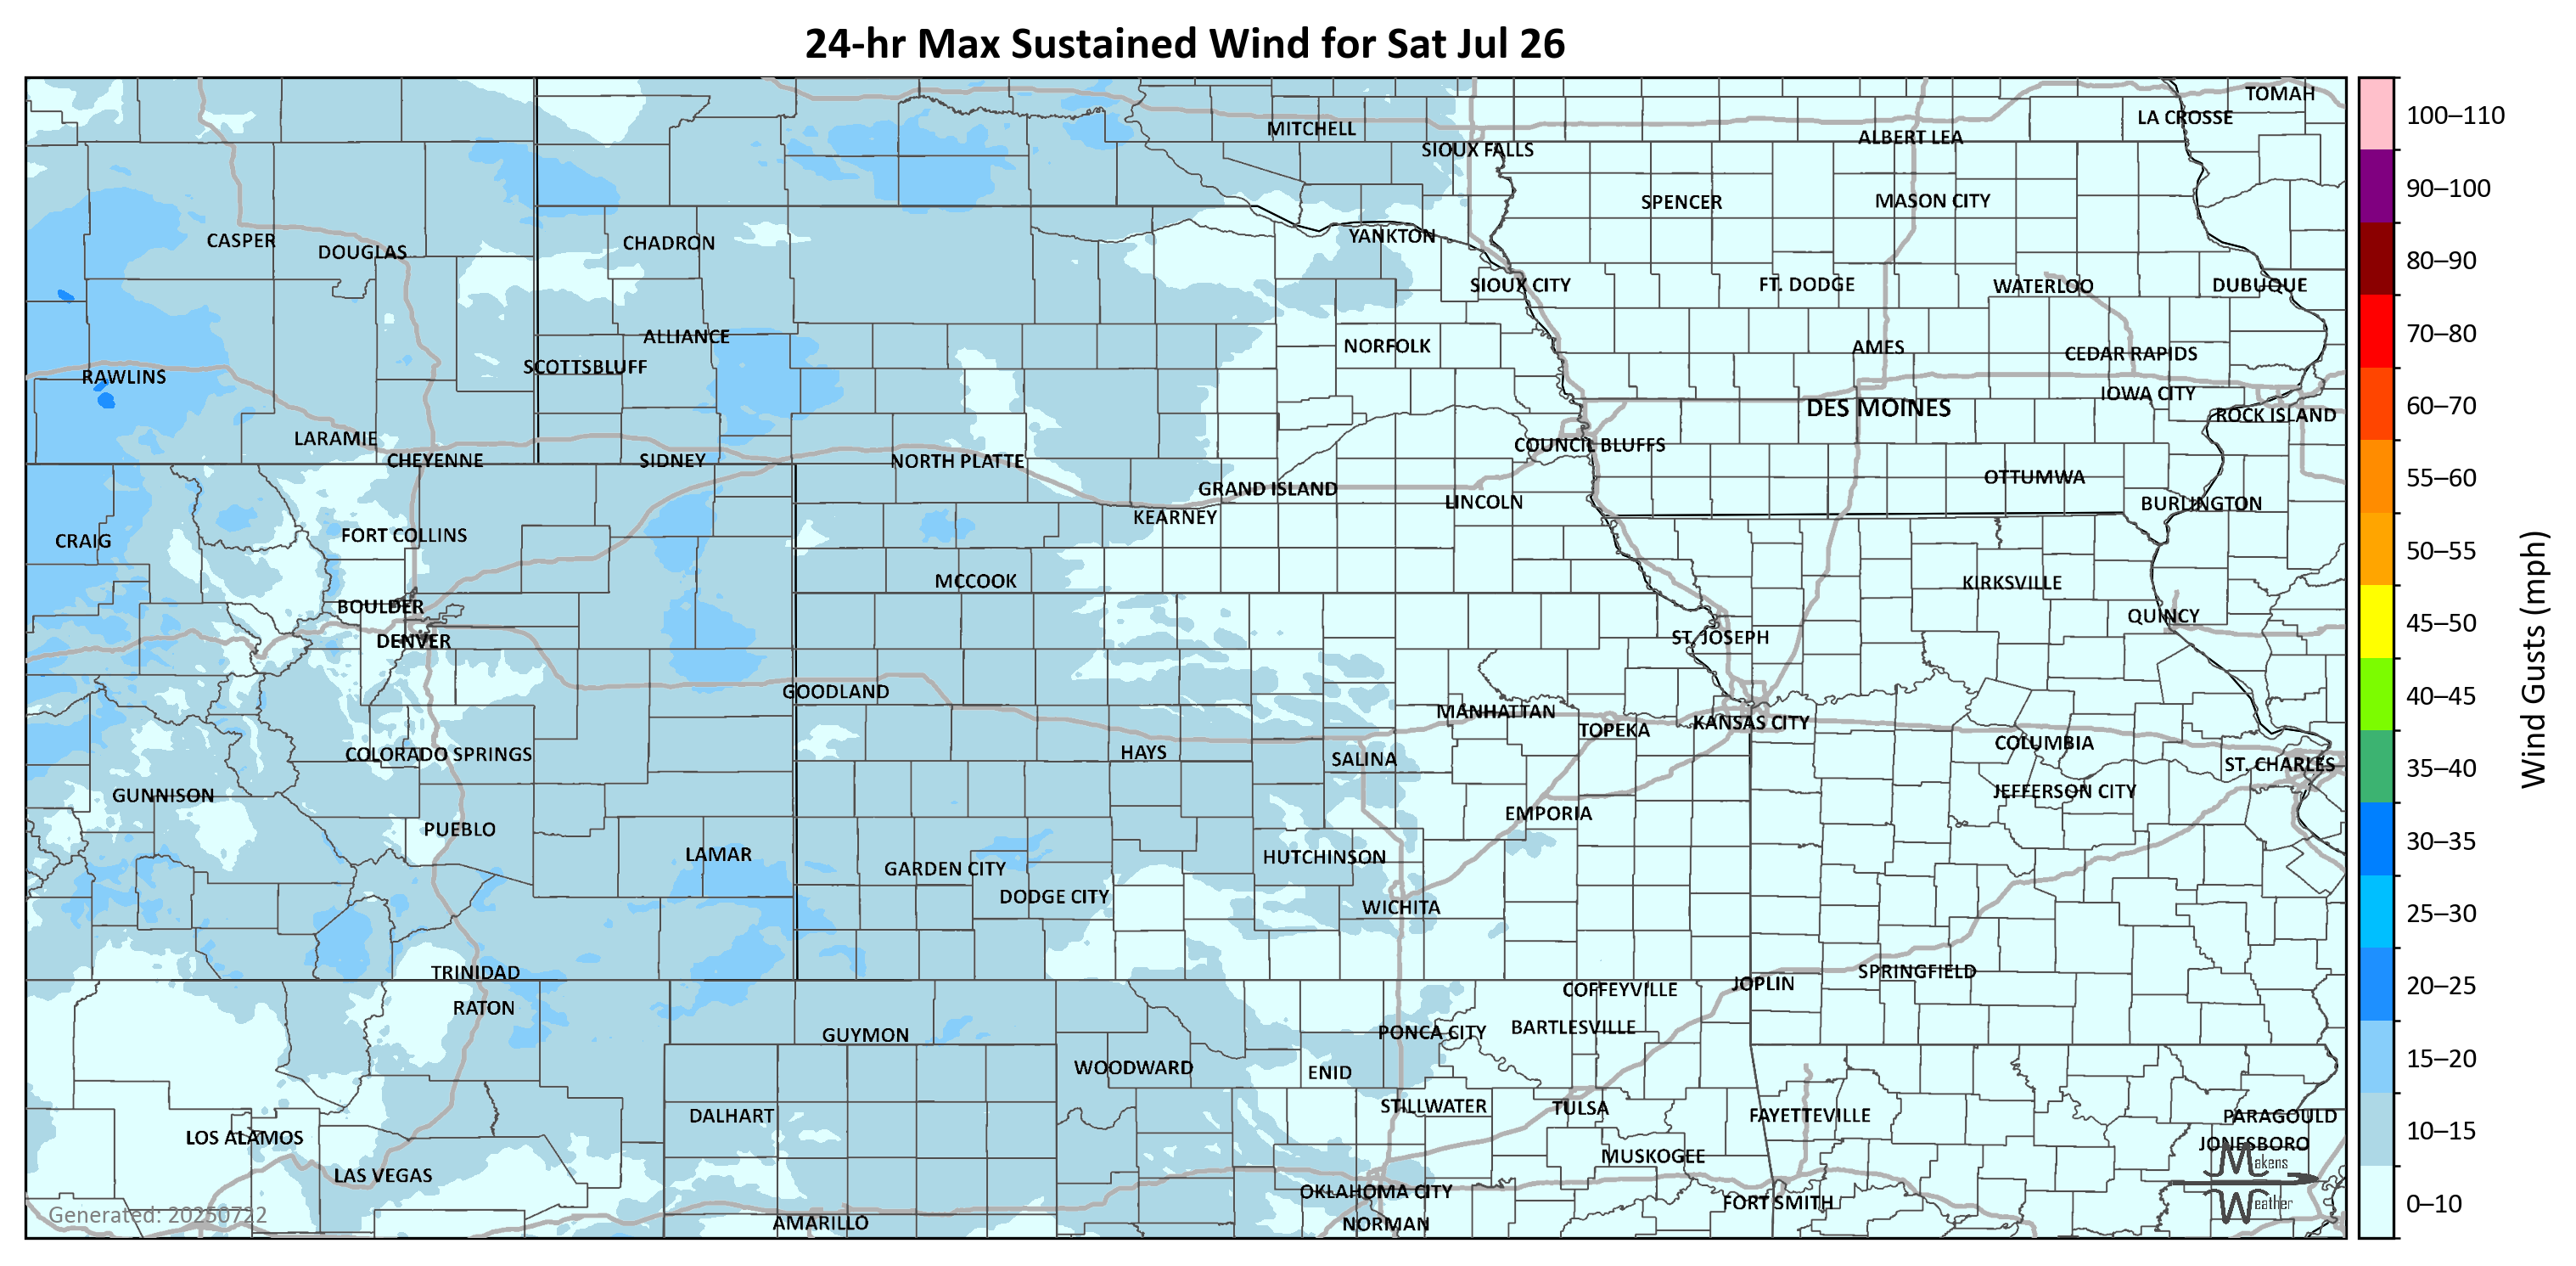 24-hr Max Sustained Wind for Sat Jul 26
TOMAH
LA CROSSE
MITCHELL
ALBERT LEA
SIOUX FALLS
SPENCER
MASON CITY
CASPER
DOUGLAS
CHADRON
YANKTON
SIOUX CITY
FT. DODGE
WATERLOO
DUBUQUE
ALLIANCE
NORFOLK
AMES
CEDAR RAPIDS
SCOTTSBLUFF
RAWLINS
IOWA CITY
DES MOINES
ROCK ISLAND
LARAMIE
COUNCIL BLUFFS
CHEYENNE
SIDNEY
NORTH PLATTE
OTTUMWA
GRAND ISLAND
LINCOLN
BURLINGTON
KEARNEY
FORT COLLINS
CRAIG
MCCOOK
KIRKSVILLE
BOULDER
QUINCY
DENVER
ST. JOSEPH
GOODLAND
MANHATTAN
TOPEKA
KANSAS CITY
COLUMBIA
COLORADO SPRINGS
HAYS
SALINA
ST. CHARLES
GUNNISON
JEFFERSON CITY
EMPORIA
PUEBLO
LAMAR
HUTCHINSON
GARDEN CITY
DODGE CITY
WICHITA
TRINIDAD
SPRINGFIELD
JOPLIN
COFFEYVILLE
RATON
GUYMON
PONCA CITY
BARTLESVILLE
WOODWARD
ENID
STILLWATER
TULSA
DALHART
FAYETTEVILLE
PARAGOULD
LOS ALAMOS
JONESBORO
MUSKOGEE
LAS VEGAS
OKLAHOMA CITY
FORT SMITH
AMARILLO
NORMAN
Generated: 20250722
Makens
Weather
100–110
90–100
80–90
70–80
60–70
55–60
50–55
45–50
40–45
35–40
30–35
25–30
20–25
15–20
10–15
0–10
Wind Gusts (mph)